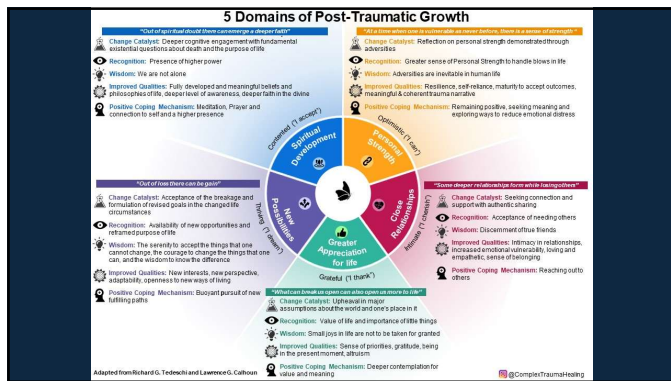 5 Domains of Post-Traumatic Growth
"Out of spiritual doubt there can emerge a deeper faith"
Change Catalyst: Deeper cognitive engagement with fundamental
existential questions about death and the purpose of life
Recognition: Presence of higher power
Wisdom: We are not alone
Improved Qualities: Fully developed and meaningful beliefs and
philosophies of life, deeper level of awareness, deeper faith in the divine
Positive Coping Mechanism: Meditation, Prayer and
connection to self and a higher presence
"At a time when one is vulnerable as never before, there is a sense of strength"
Change Catalyst: Reflection on personal strength demonstrated through
adversities
Recognition: Greater sense of Personal Strength to handle blows in life
Wisdom: Adversities are inevitable in human life
Improved Qualities: Resilience, self-reliance, maturity to accept outcomes,
meaningful & coherent trauma narrative
Positive Coping Mechanism: Remaining positive, seeking meaning and
exploring ways to reduce emotional distress
Contented ("I accept")
Optimistic ("I can")
Spiritual
Development
Personal
Strength
New
Possibilities
Close
Relationships
Greater
Appreciation
for life
Thriving ("I dream")
Intimate ("I cherish")
Grateful ("I thank")
"Out of loss there can be gain"
Change Catalyst: Acceptance of the breakage and
formulation of revised goals in the changed life
circumstances
Recognition: Availability of new opportunities and
reframed purpose of life
Wisdom: The serenity to accept the things that one
cannot change, the courage to change the things that one
can, and the wisdom to know the difference
Improved Qualities: New interests, new perspective,
adaptability, openness to new ways of living
Positive Coping Mechanism: Buoyant pursuit of new
fulfilling paths
"Some deeper relationships form while losing others"
Change Catalyst: Seeking connection and
support with authentic sharing
Recognition: Acceptance of needing others
Wisdom: Discernment of true friends
Improved Qualities: Intimacy in relationships,
increased emotional vulnerability, loving and
empathetic, sense of belonging
Positive Coping Mechanism: Reaching out to
others
"What can break us open can also open us more to life"
Change Catalyst: Upheaval in major
assumptions about the world and one's place in it
Recognition: Value of life and importance of little things
Wisdom: Small joys in life are not to be taken for granted
Improved Qualities: Sense of priorities, gratitude, being
in the present moment, altruism
Positive Coping Mechanism: Deeper contemplation for
value and meaning
Adapted from Richard G. Tedeschi and Lawrence G. Calhoun
@ComplexTraumaHealing